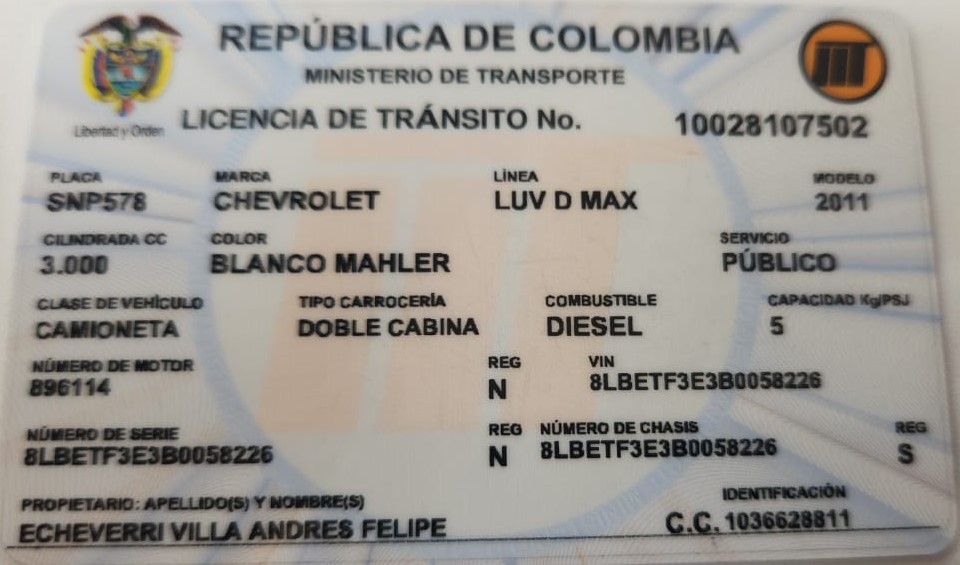 REPÚBLICA DE COLOMBIA
MINISTERIO DE TRANSPORTE
Libertad y Orden
LICENCIA DE TRÁNSITO No. 10028107502
PLACA MARCA LÍNEA MODELO
SNP578 CHEVROLET LUV D MAX 2011
CILINDRADA CC COLOR SERVICIO
3.000 BLANCO MAHLER PÚBLICO
CLASE DE VEHÍCULO TIPO CARROCERÍA COMBUSTIBLE CAPACIDAD Kg/PSJ
CAMIONETA DOBLE CABINA DIESEL 5
NÚMERO DE MOTOR REG VIN
896114 N 8LBETF3E3B0058226
NÚMERO DE SERIE REG NÚMERO DE CHASIS REG
8LBETF3E3B0058226 N 8LBETF3E3B0058226 S
PROPIETARIO: APELLIDO(S) Y NOMBRE(S) IDENTIFICACIÓN
ECHEVERRI VILLA ANDRES FELIPE C.C. 1036628811